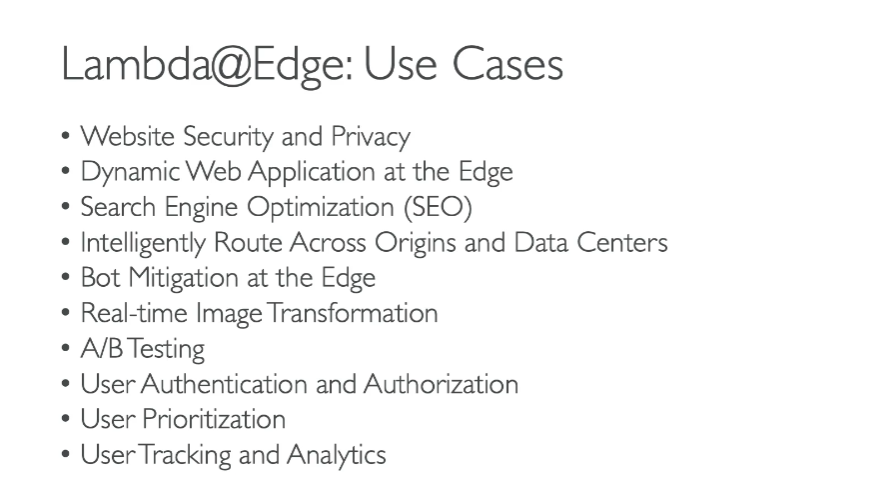 Lambda@Edge: Use Cases
• Website Security and Privacy
• Dynamic Web Application at the Edge
• Search Engine Optimization (SEO)
• Intelligently Route Across Origins and Data Centers
• Bot Mitigation at the Edge
• Real-time Image Transformation
• A/B Testing
• User Authentication and Authorization
• User Prioritization
• User Tracking and Analytics